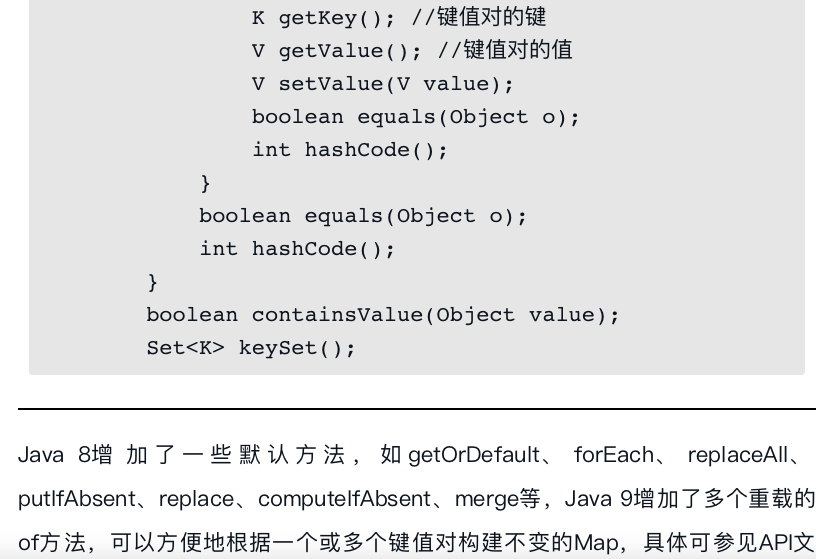 K getKey(); //键值对的键
V getValue(); //键值对的值
V setValue(V value);
boolean equals(Object o);
int hashCode();
}
boolean equals(Object o);
int hashCode();
}
boolean containsValue(Object value);
Set<K> keySet();
Java 8增加了一些默认方法，如getOrDefault、forEach、replaceAll、
putIfAbsent、replace、computeIfAbsent、merge等，Java 9增加了多个重载的
of方法，可以方便地根据一个或多个键值对构建不变的Map，具体可参见API文